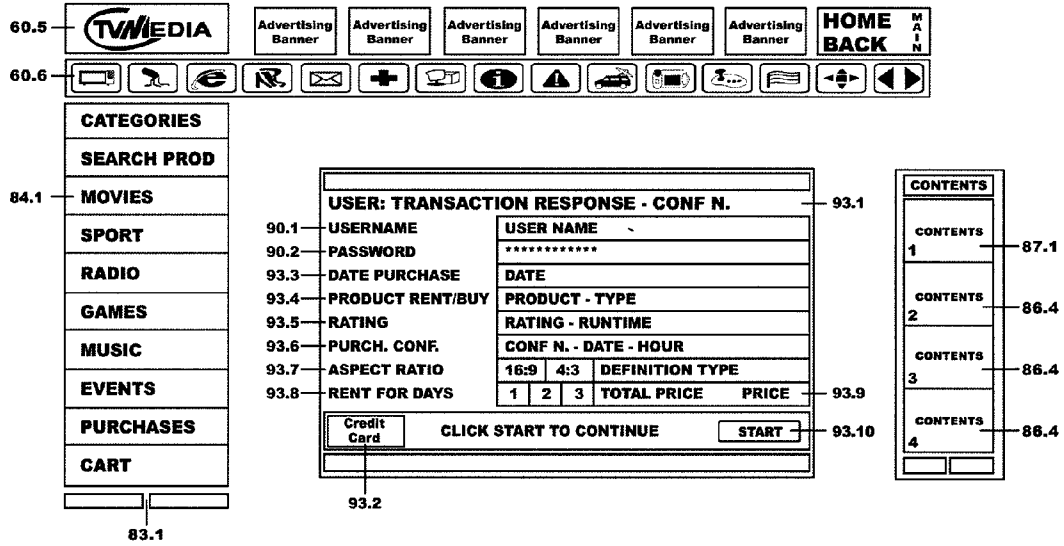 60.5
TVMEDIA
Advertising Banner
Advertising Banner
Advertising Banner
Advertising Banner
Advertising Banner
Advertising Banner
HOME
BACK
MAIN
60.6
CATEGORIES
SEARCH PROD
84.1
MOVIES
SPORT
RADIO
GAMES
MUSIC
EVENTS
PURCHASES
CART
83.1
USER: TRANSACTION RESPONSE - CONF N.
93.1
90.1 USERNAME USER NAME
90.2 PASSWORD ************
93.3 DATE PURCHASE DATE
93.4 PRODUCT RENT/BUY PRODUCT - TYPE
93.5 RATING RATING - RUNTIME
93.6 PURCH. CONF. CONF N. - DATE - HOUR
93.7 ASPECT RATIO 16:9 4:3 DEFINITION TYPE
93.8 RENT FOR DAYS 1 2 3 TOTAL PRICE PRICE 93.9
Credit Card
CLICK START TO CONTINUE
START
93.10
93.2
CONTENTS
CONTENTS
1
87.1
CONTENTS
2
86.4
CONTENTS
3
86.4
CONTENTS
4
86.4